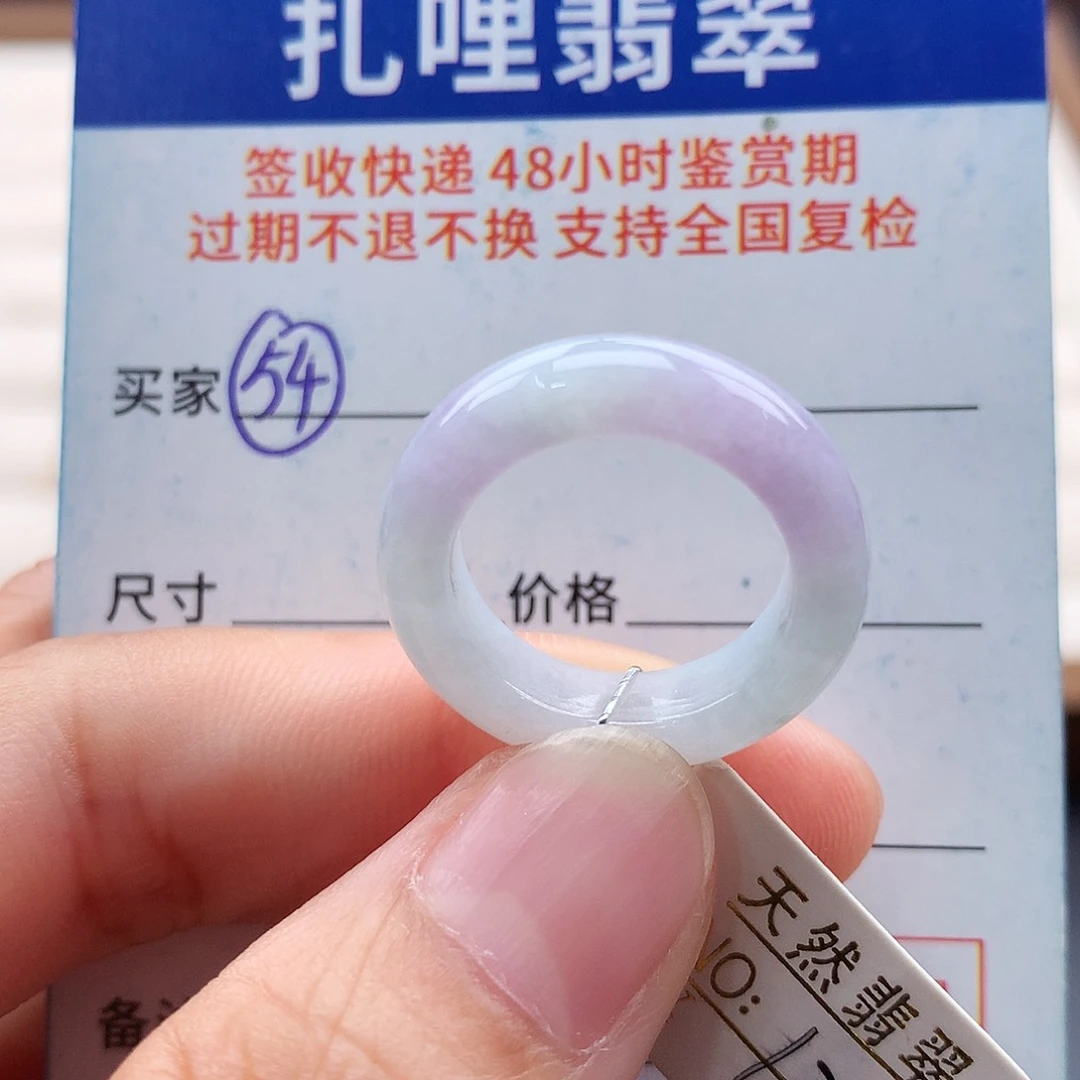 扎哩翡翠
签收快递 48小时鉴赏期
过期不退不换 支持全国复检
买家 54
尺寸 价格
备
天然翡翠
NO: